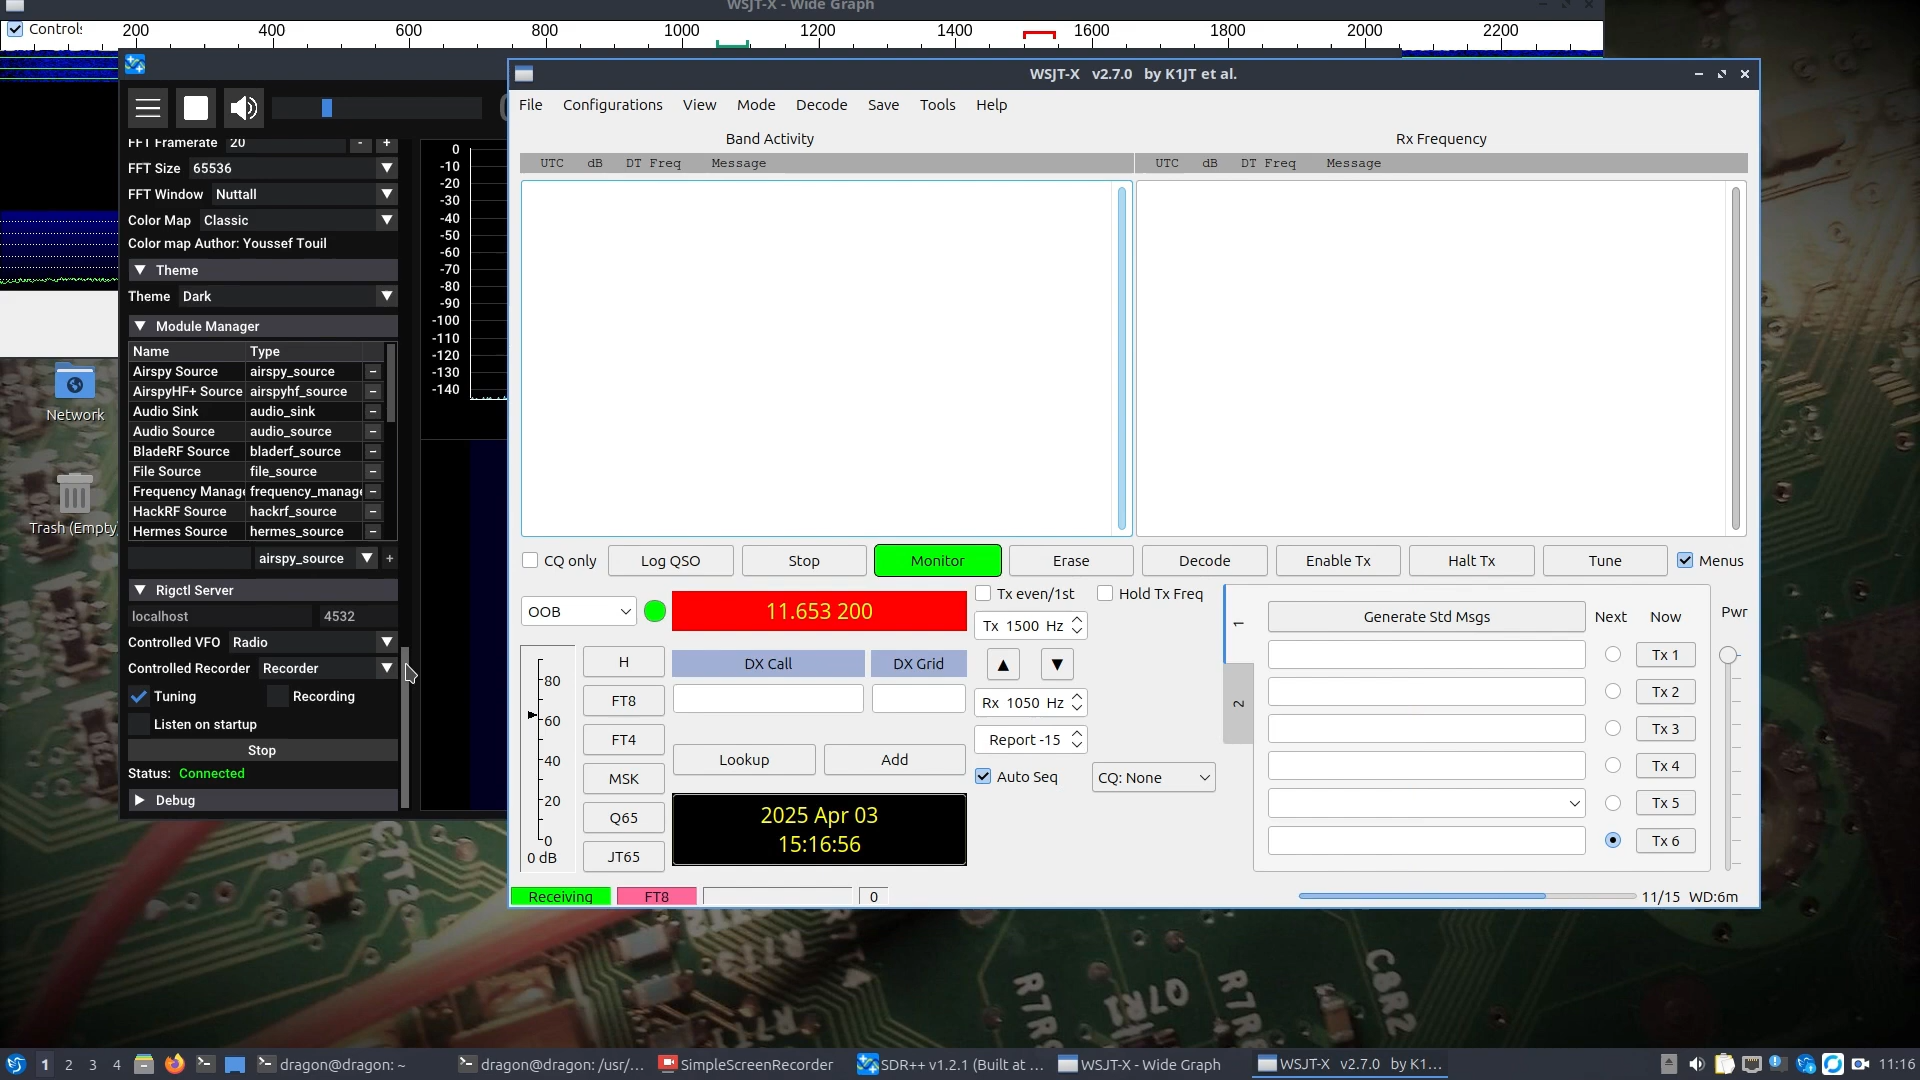 WSJT-X - Wide Graph
Controls
200 400 600 800 1000 1200 1400 1600 1800 2000 2200
FFT Framerate 20 - +
FFT Size 65536
FFT Window Nuttall
Color Map Classic
Color map Author: Youssef Touil
Theme
Theme Dark
Module Manager
Name Type
Airspy Source airspy_source -
AirspyHF+ Source airspyhf_source -
Audio Sink audio_sink -
Audio Source audio_source -
BladeRF Source bladerf_source -
File Source file_source -
Frequency Manage frequency_manage -
HackRF Source hackrf_source -
Hermes Source hermes_source -
airspy_source +
Rigctl Server
localhost 4532
Controlled VFO Radio
Controlled Recorder Recorder
Tuning Recording
Listen on startup
Stop
Status: Connected
Debug
0
-10
-20
-30
-40
-50
-60
-70
-80
-90
-100
-110
-120
-130
-140
Network
Trash (Empty)
WSJT-X v2.7.0 by K1JT et al.
File Configurations View Mode Decode Save Tools Help
Band Activity Rx Frequency
UTC dB DT Freq Message UTC dB DT Freq Message
CQ only Log QSO Stop Monitor Erase Decode Enable Tx Halt Tx Tune Menus
OOB 11.653 200
Tx even/1st Hold Tx Freq
Tx 1500 Hz
80
60
40
20
0
0 dB
H
FT8
FT4
MSK
Q65
JT65
DX Call DX Grid
Lookup Add
2025 Apr 03
15:16:56
Rx 1050 Hz
Report -15
Auto Seq CQ: None
1
2
Generate Std Msgs Next Now Pwr
Tx 1
Tx 2
Tx 3
Tx 4
Tx 5
Tx 6
Receiving FT8 0 11/15 WD:6m
R7R
R7R
Q7R1
C8R2
1 2 3 4 dragon@dragon: ~ dragon@dragon: /usr/... SimpleScreenRecorder SDR++ v1.2.1 (Built at ... WSJT-X - Wide Graph WSJT-X v2.7.0 by K1... 11:16